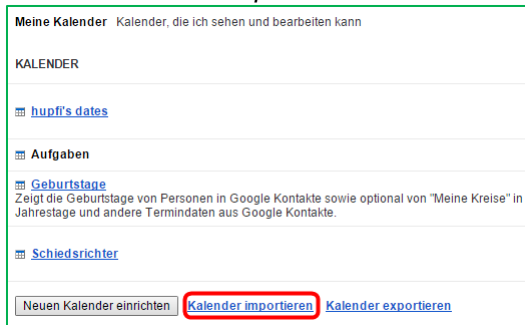 Meine Kalender Kalender, die ich sehen und bearbeiten kann
KALENDER
hupfi's dates
Aufgaben
Geburtstage
Zeigt die Geburtstage von Personen in Google Kontakte sowie optional von "Meine Kreise" in
Jahrestage und andere Termindaten aus Google Kontakte.
Schiedsrichter
Neuen Kalender einrichten Kalender importieren Kalender exportieren